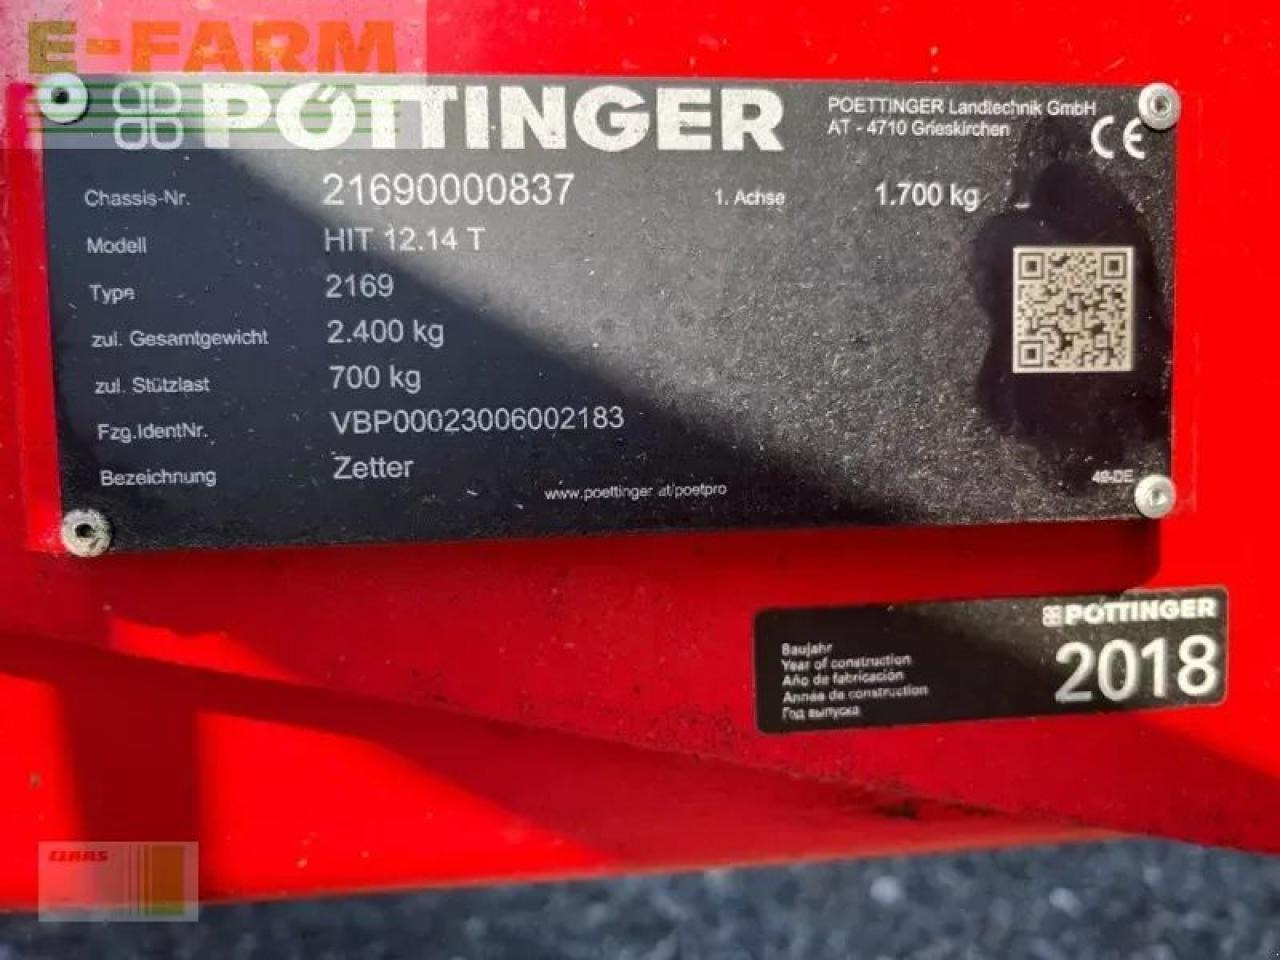 E-FARM
PÖTTINGER
POETTINGER Landtechnik GmbH
AT - 4710 Grieskirchen
CE
Chassis-Nr. 21690000837 1. Achse 1.700 kg
Modell HIT 12.14 T
Type 2169
zul. Gesamtgewicht 2.400 kg
zul. Stützlast 700 kg
Fzg.IdentNr. VBP00023006002183
Bezeichnung Zetter
www.poettinger.at/poetpro
49-DE
PÖTTINGER
Baujahr
Year of construction
Año de fabricación
Année de construction
Год выпуска
2018
CLAAS